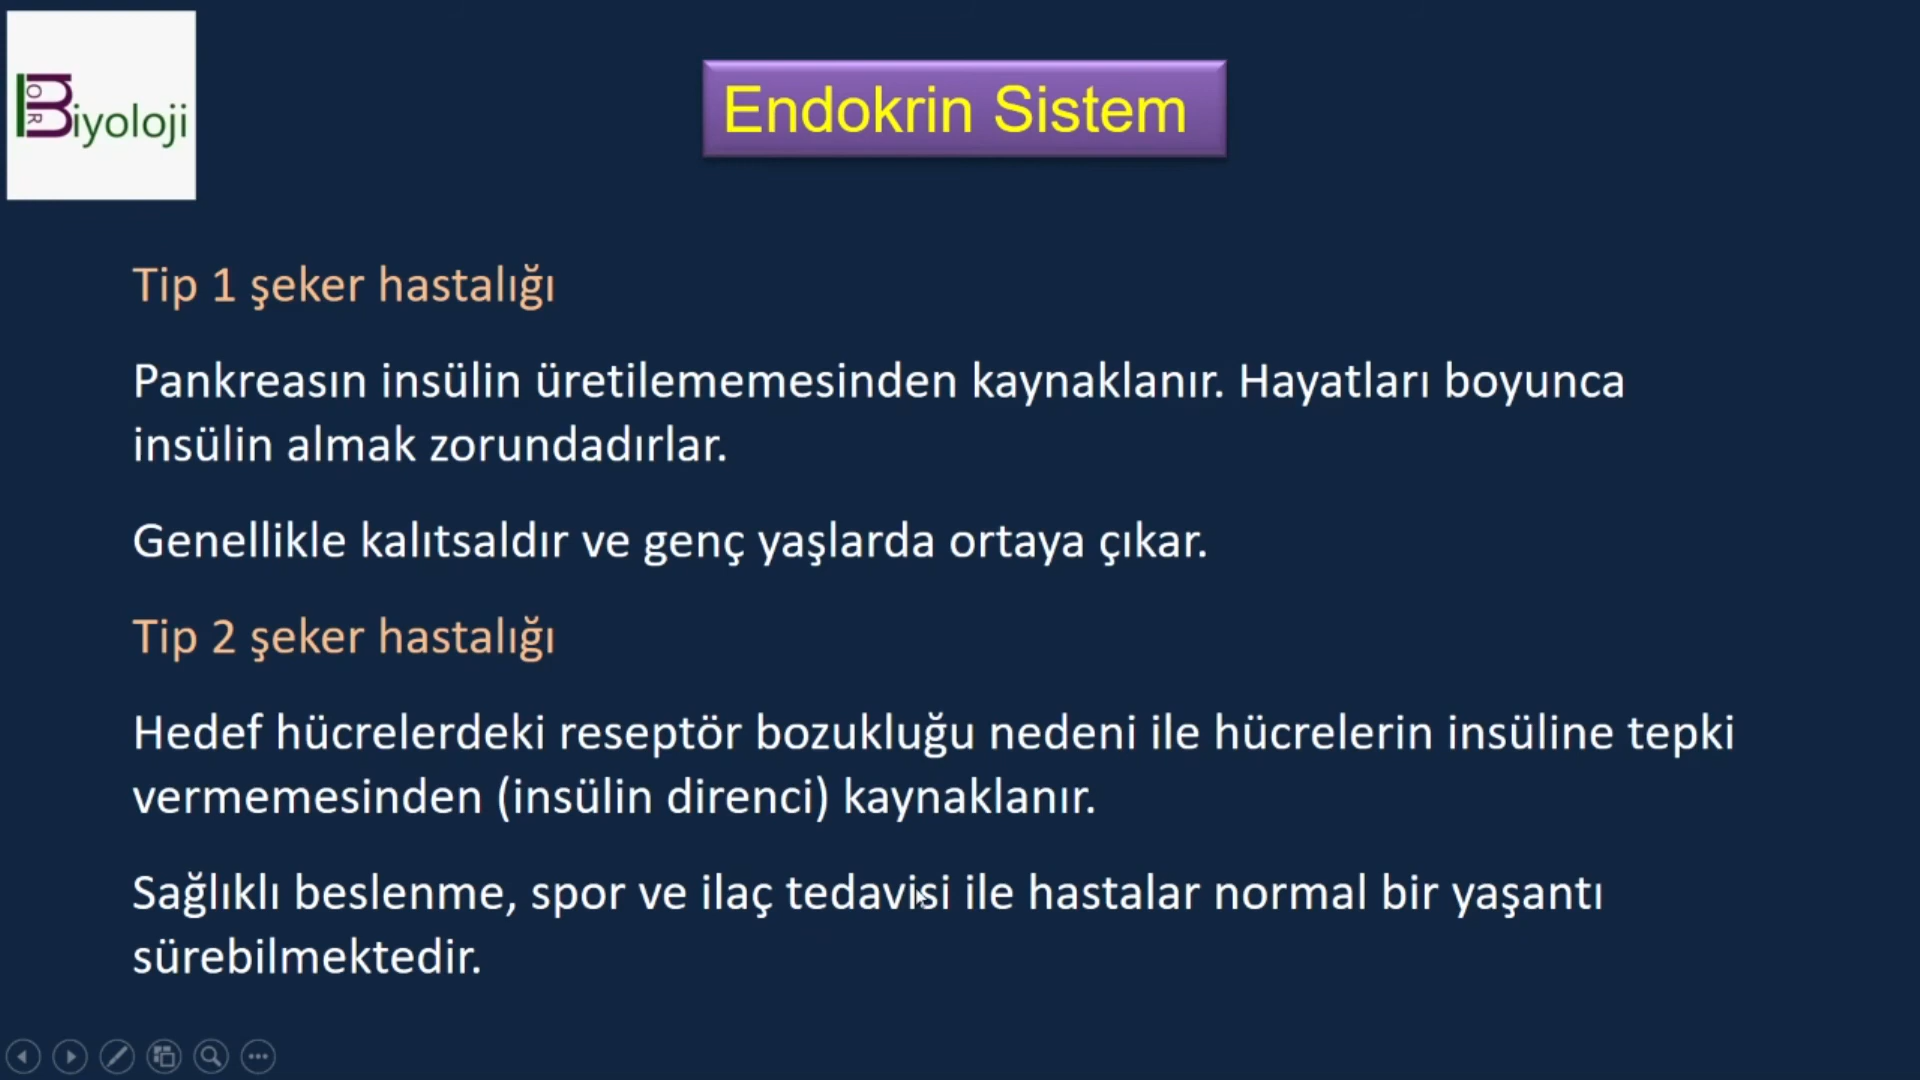 BOR
Biyoloji
Endokrin Sistem
Tip 1 şeker hastalığı
Pankreasın insülin üretilememesinden kaynaklanır. Hayatları boyunca
insülin almak zorundadırlar.
Genellikle kalıtsaldır ve genç yaşlarda ortaya çıkar.
Tip 2 şeker hastalığı
Hedef hücrelerdeki reseptör bozukluğu nedeni ile hücrelerin insüline tepki
vermemesinden (insülin direnci) kaynaklanır.
Sağlıklı beslenme, spor ve ilaç tedavisi ile hastalar normal bir yaşantı
sürebilmektedir.